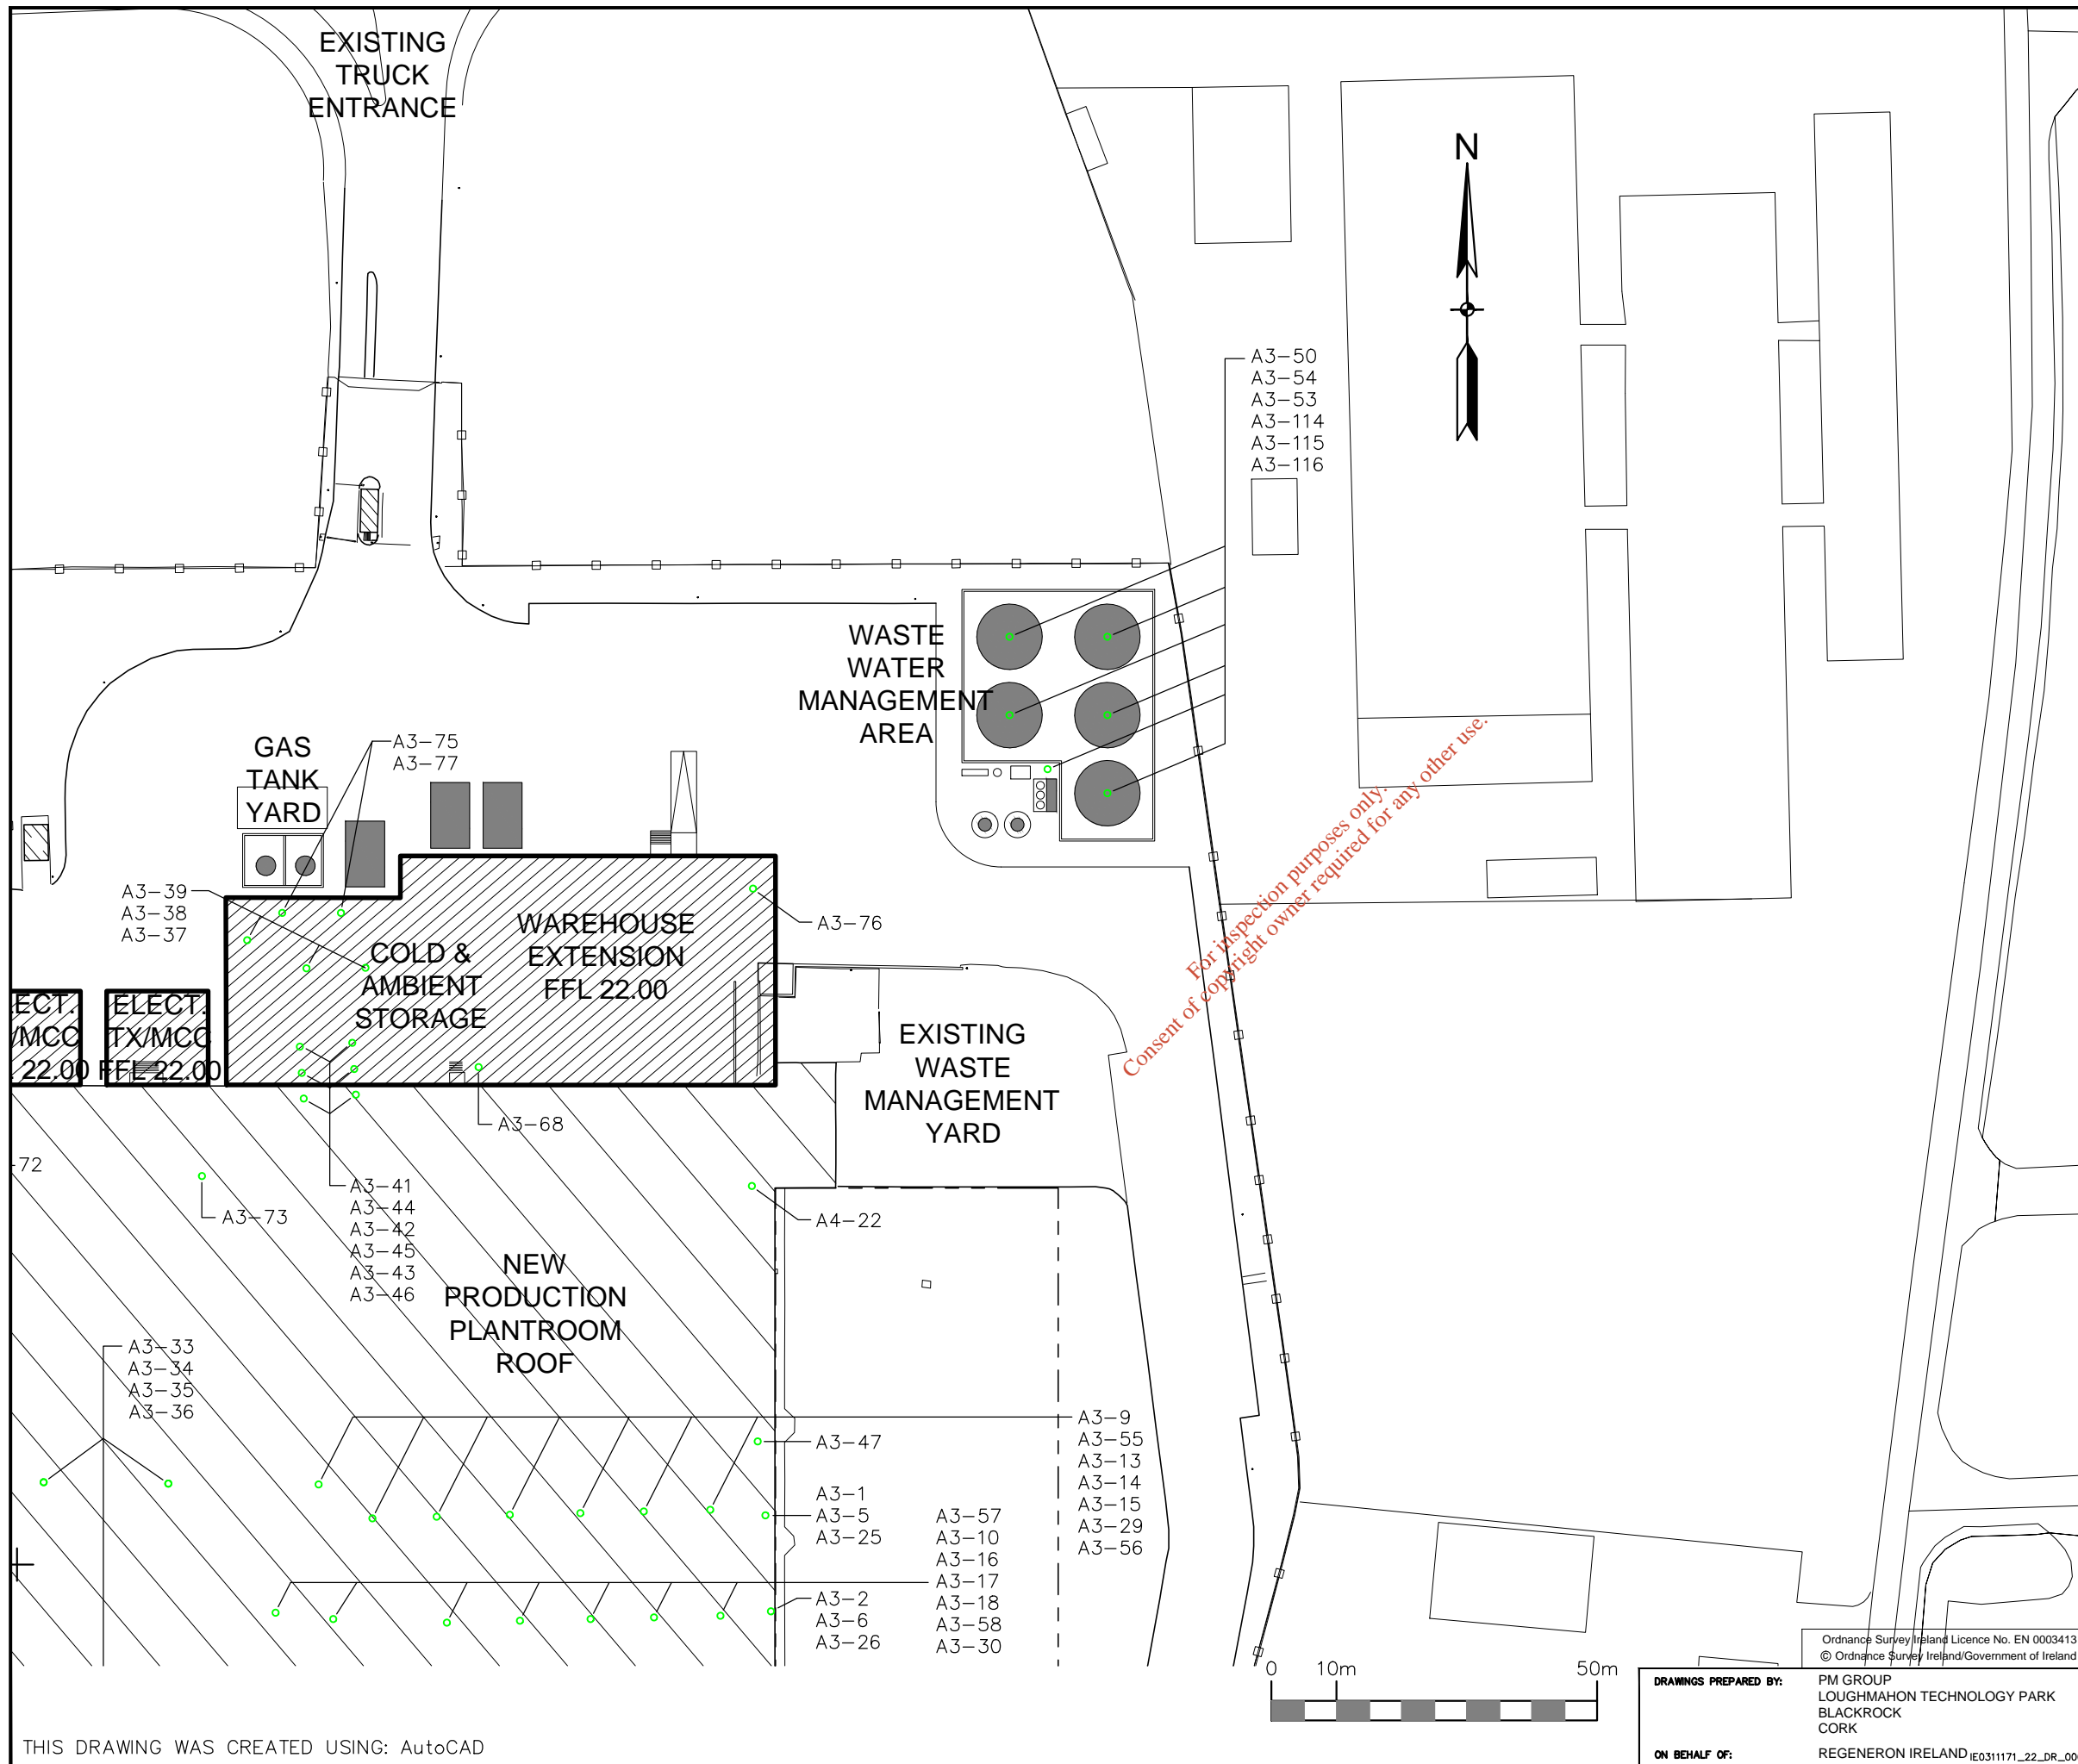 EXISTING
TRUCK
ENTRANCE
N
A3-50
A3-54
A3-53
A3-114
A3-115
A3-116
WASTE
WATER
MANAGEMENT
AREA
GAS
TANK
YARD
A3-75
A3-77
A3-39
A3-38
A3-37
A3-76
WAREHOUSE
EXTENSION
FFL 22.00
COLD &
AMBIENT
STORAGE
ECT.
/MCC
22.00
ELECT.
TX/MCC
FFL 22.00
EXISTING
WASTE
MANAGEMENT
YARD
For inspection purposes only.
Consent of copyright owner required for any other use.
A3-68
-72
A3-73
A3-41
A3-44
A3-42
A3-45
A3-43
A3-46
A4-22
NEW
PRODUCTION
PLANTROOM
ROOF
A3-33
A3-34
A3-35
A3-36
A3-47
A3-1
A3-5
A3-25
A3-9
A3-55
A3-13
A3-14
A3-15
A3-29
A3-56
A3-57
A3-10
A3-16
A3-17
A3-18
A3-58
A3-30
A3-2
A3-6
A3-26
0 10m 50m
Ordnance Survey Ireland Licence No. EN 0003413
© Ordnance Survey Ireland/Government of Ireland
DRAWINGS PREPARED BY: PM GROUP
LOUGHMAHON TECHNOLOGY PARK
BLACKROCK
CORK
ON BEHALF OF: REGENERON IRELAND IE0311171_22_DR_00
THIS DRAWING WAS CREATED USING: AutoCAD